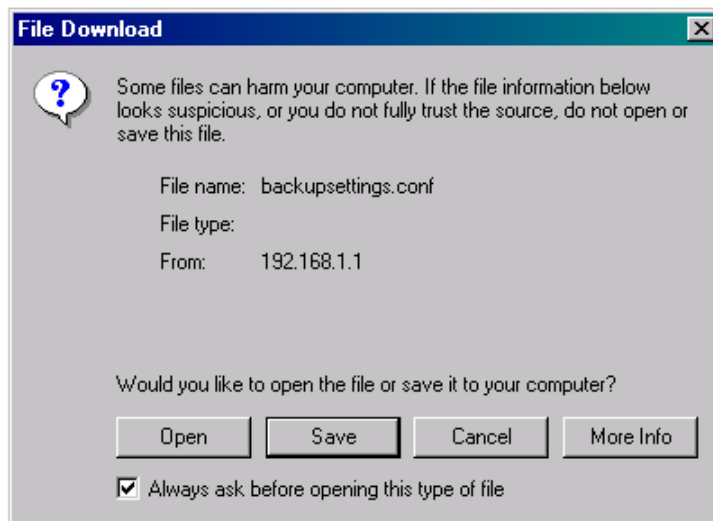 File Download
Some files can harm your computer. If the file information below
looks suspicious, or you do not fully trust the source, do not open or
save this file.
File name: backupsettings.conf
File type:
From: 192.168.1.1
Would you like to open the file or save it to your computer?
Open Save Cancel More Info
Always ask before opening this type of file